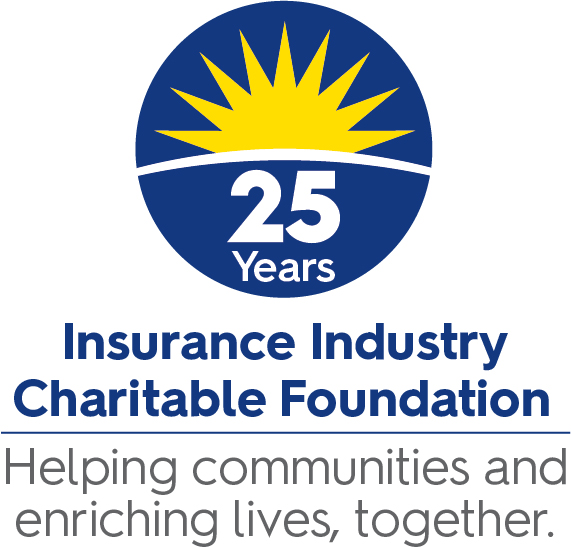 25
Years
Insurance Industry
Charitable Foundation
Helping communities and
enriching lives, together.